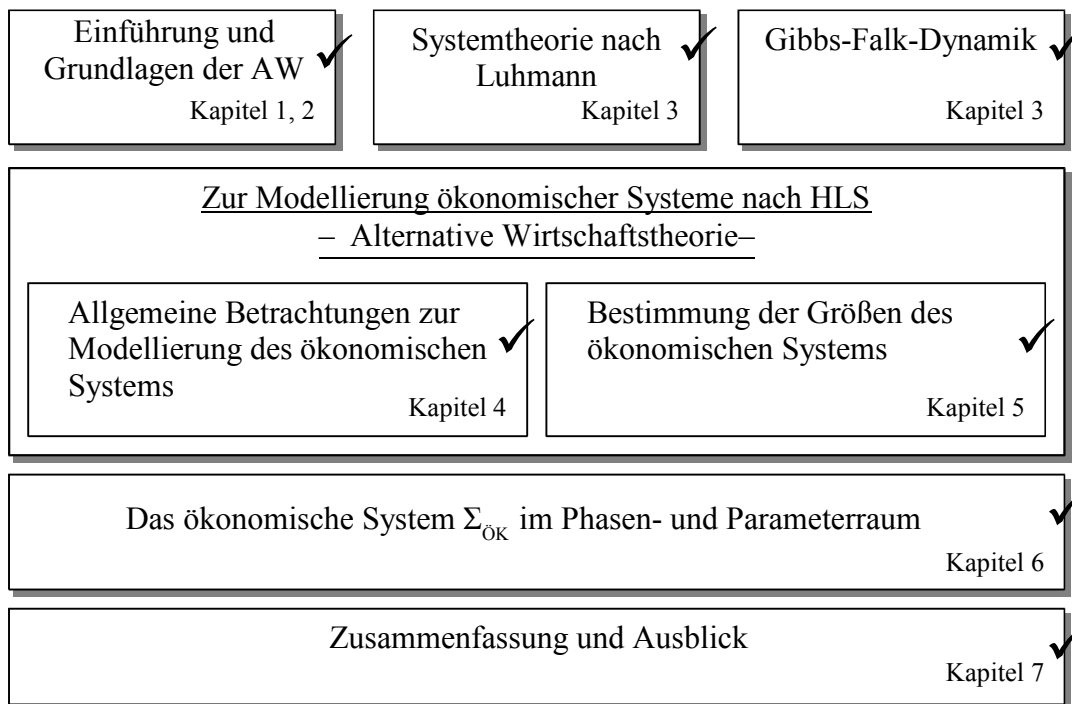 Einführung und
Grundlagen der AW
Kapitel 1, 2
Systemtheorie nach
Luhmann
Kapitel 3
Gibbs-Falk-Dynamik
Kapitel 3
Zur Modellierung ökonomischer Systeme nach HLS
– Alternative Wirtschaftstheorie–
Allgemeine Betrachtungen zur
Modellierung des ökonomischen
Systems
Kapitel 4
Bestimmung der Größen des
ökonomischen Systems
Kapitel 5
Das ökonomische System Σ_ÖK im Phasen- und Parameterraum
Kapitel 6
Zusammenfassung und Ausblick
Kapitel 7